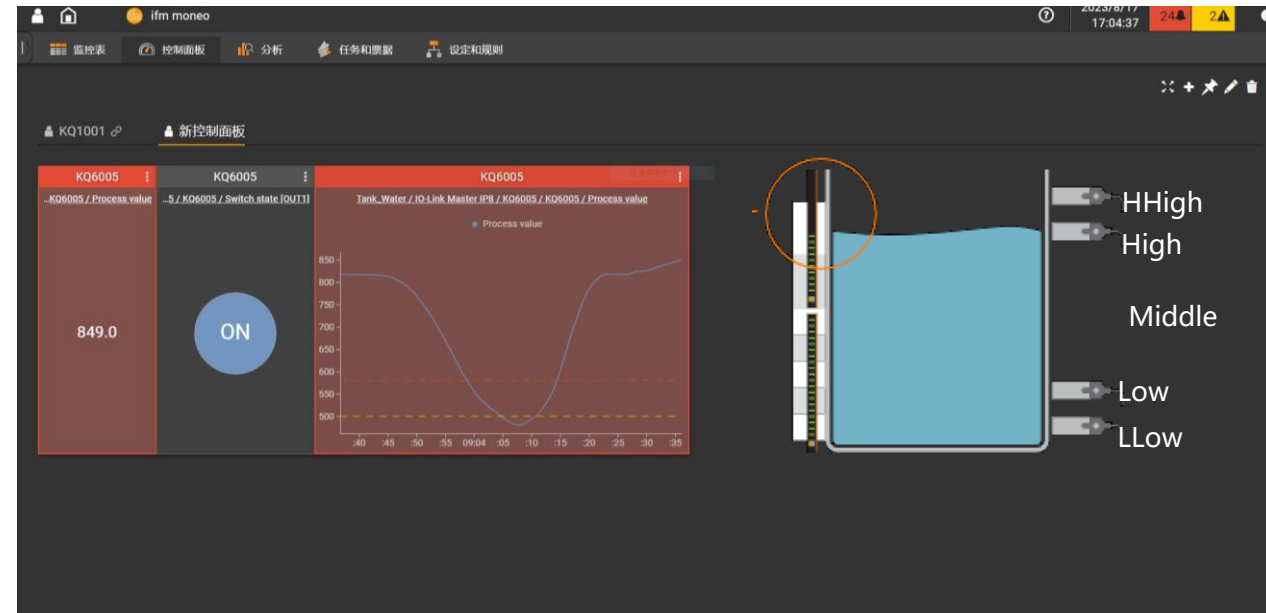 ifm moneo
2023/8/17
17:04:37
24
2
监控表
控制面板
分析
任务和票据
设定和规则
KQ1001
新控制面板
KQ6005
...KQ6005 / Process value
849.0
KQ6005
...5 / KQ6005 / Switch state [OUT1]
ON
KQ6005
Tank_Water / IO-Link Master IP8 / KQ6005 / KQ6005 / Process value
Process value
850
800
750
700
650
600
550
500
:40 :45 :50 :55 09:04 :05 :10 :15 :20 :25 :30 :35
HHigh
High
Middle
Low
LLow